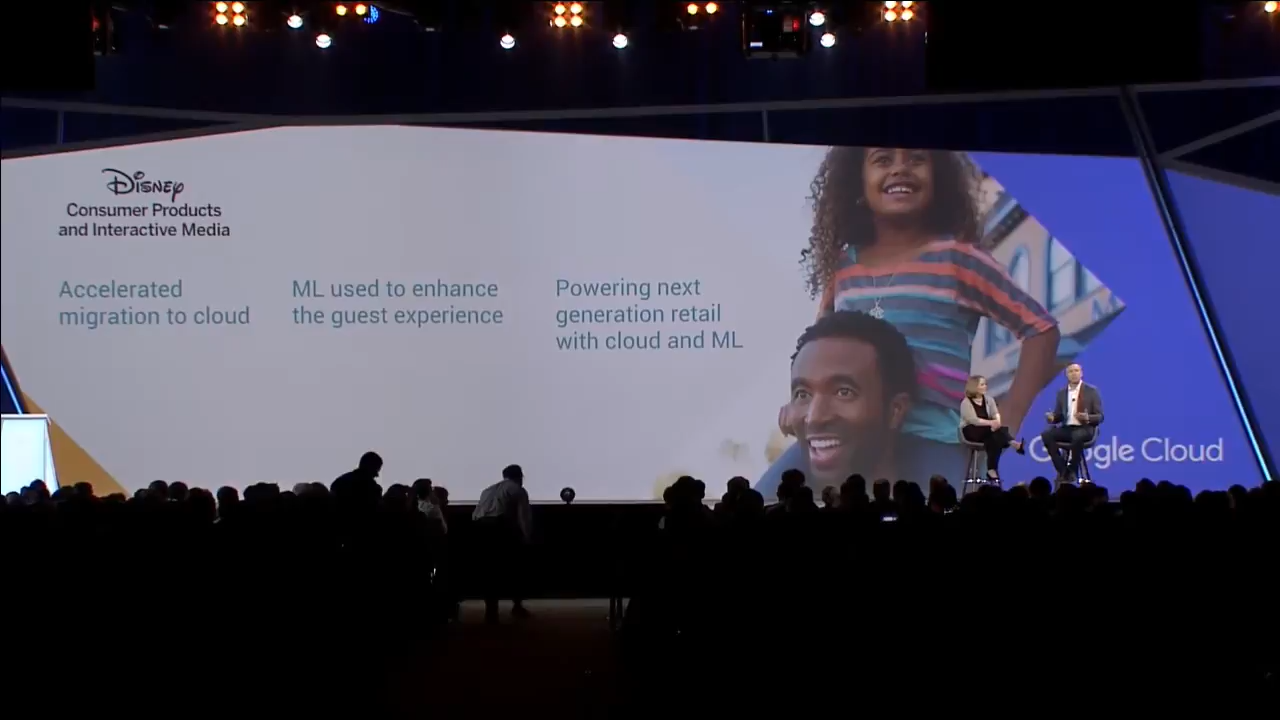 Disney
Consumer Products
and Interactive Media
Accelerated
migration to cloud
ML used to enhance
the guest experience
Powering next
generation retail
with cloud and ML
Google Cloud